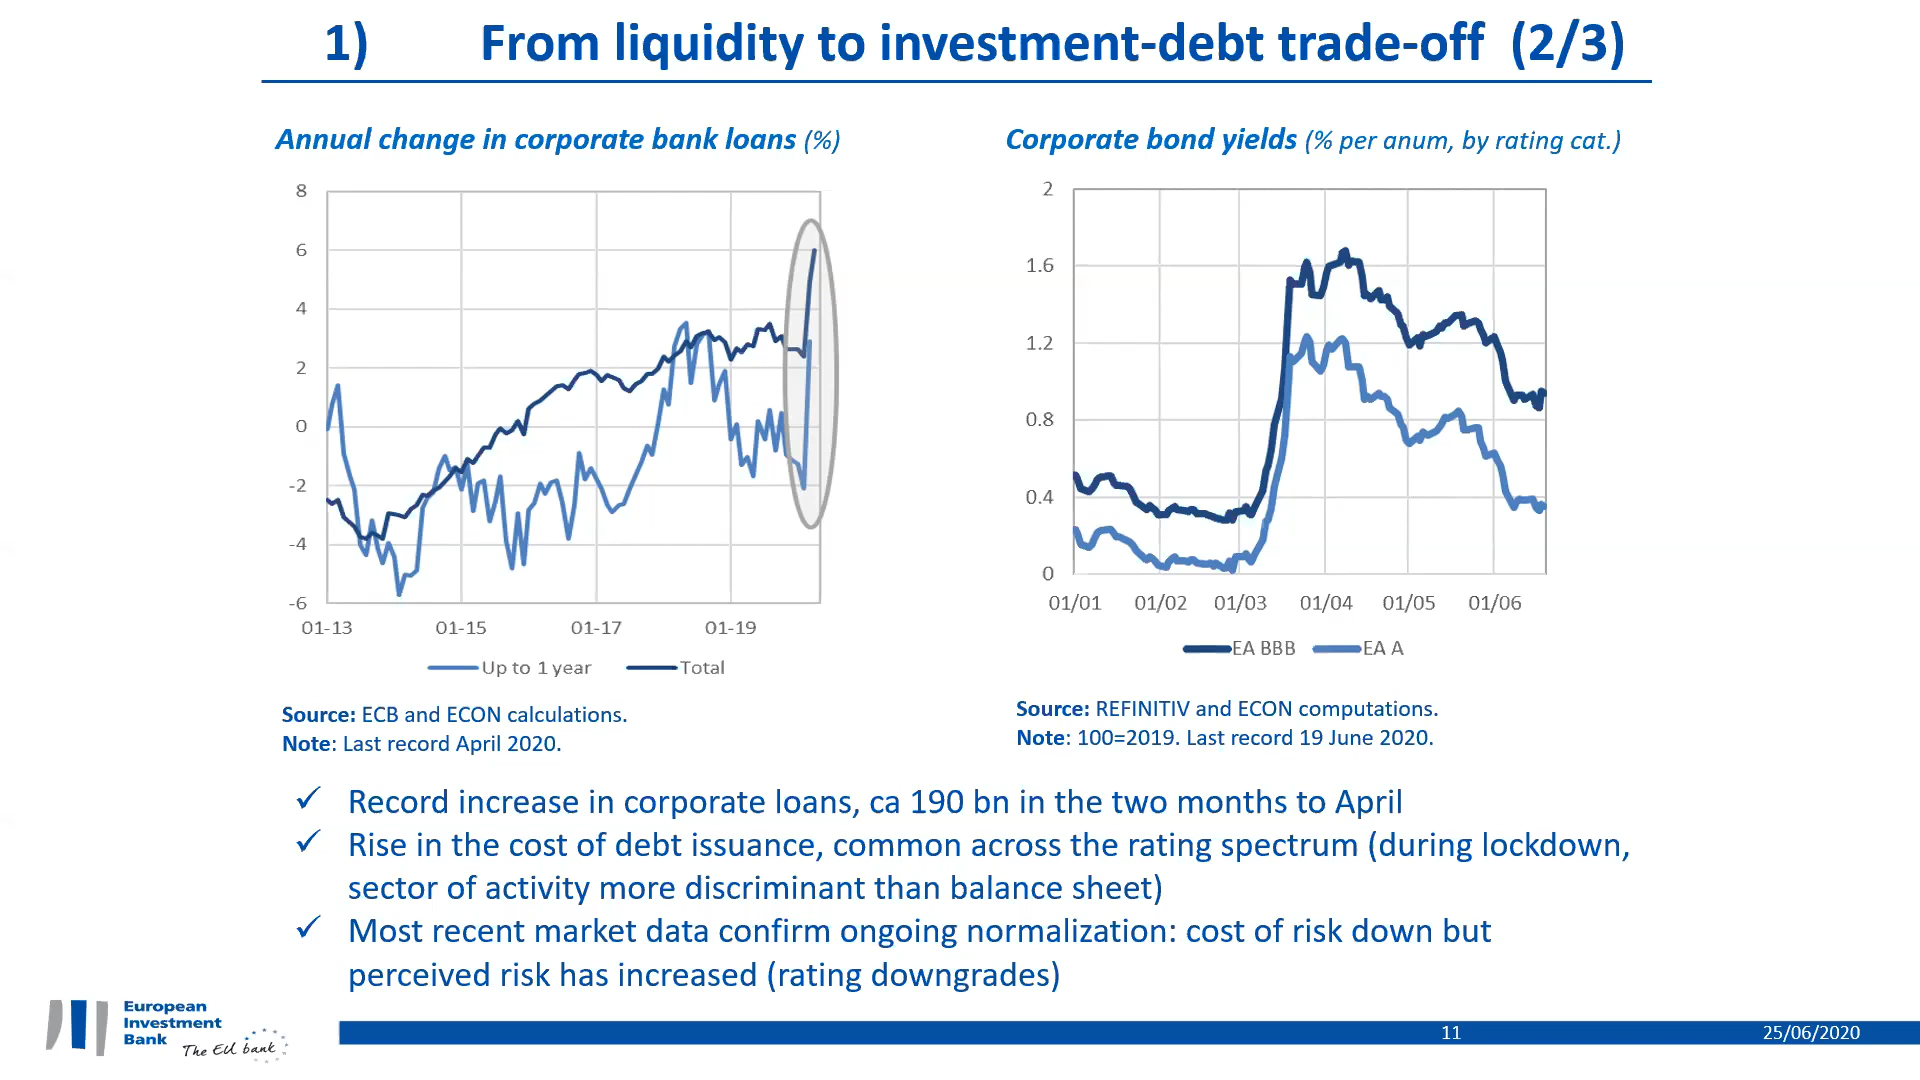 1) From liquidity to investment-debt trade-off (2/3)
Annual change in corporate bank loans (%)
8
6
4
2
0
-2
-4
-6
01-13 01-15 01-17 01-19
Up to 1 year Total
Source: ECB and ECON calculations.
Note: Last record April 2020.
Corporate bond yields (% per anum, by rating cat.)
2
1.6
1.2
0.8
0.4
0
01/01 01/02 01/03 01/04 01/05 01/06
EA BBB EA A
Source: REFINITIV and ECON computations.
Note: 100=2019. Last record 19 June 2020.
✓ Record increase in corporate loans, ca 190 bn in the two months to April
✓ Rise in the cost of debt issuance, common across the rating spectrum (during lockdown,
sector of activity more discriminant than balance sheet)
✓ Most recent market data confirm ongoing normalization: cost of risk down but
perceived risk has increased (rating downgrades)
European
Investment
Bank
The EU bank
11 25/06/2020